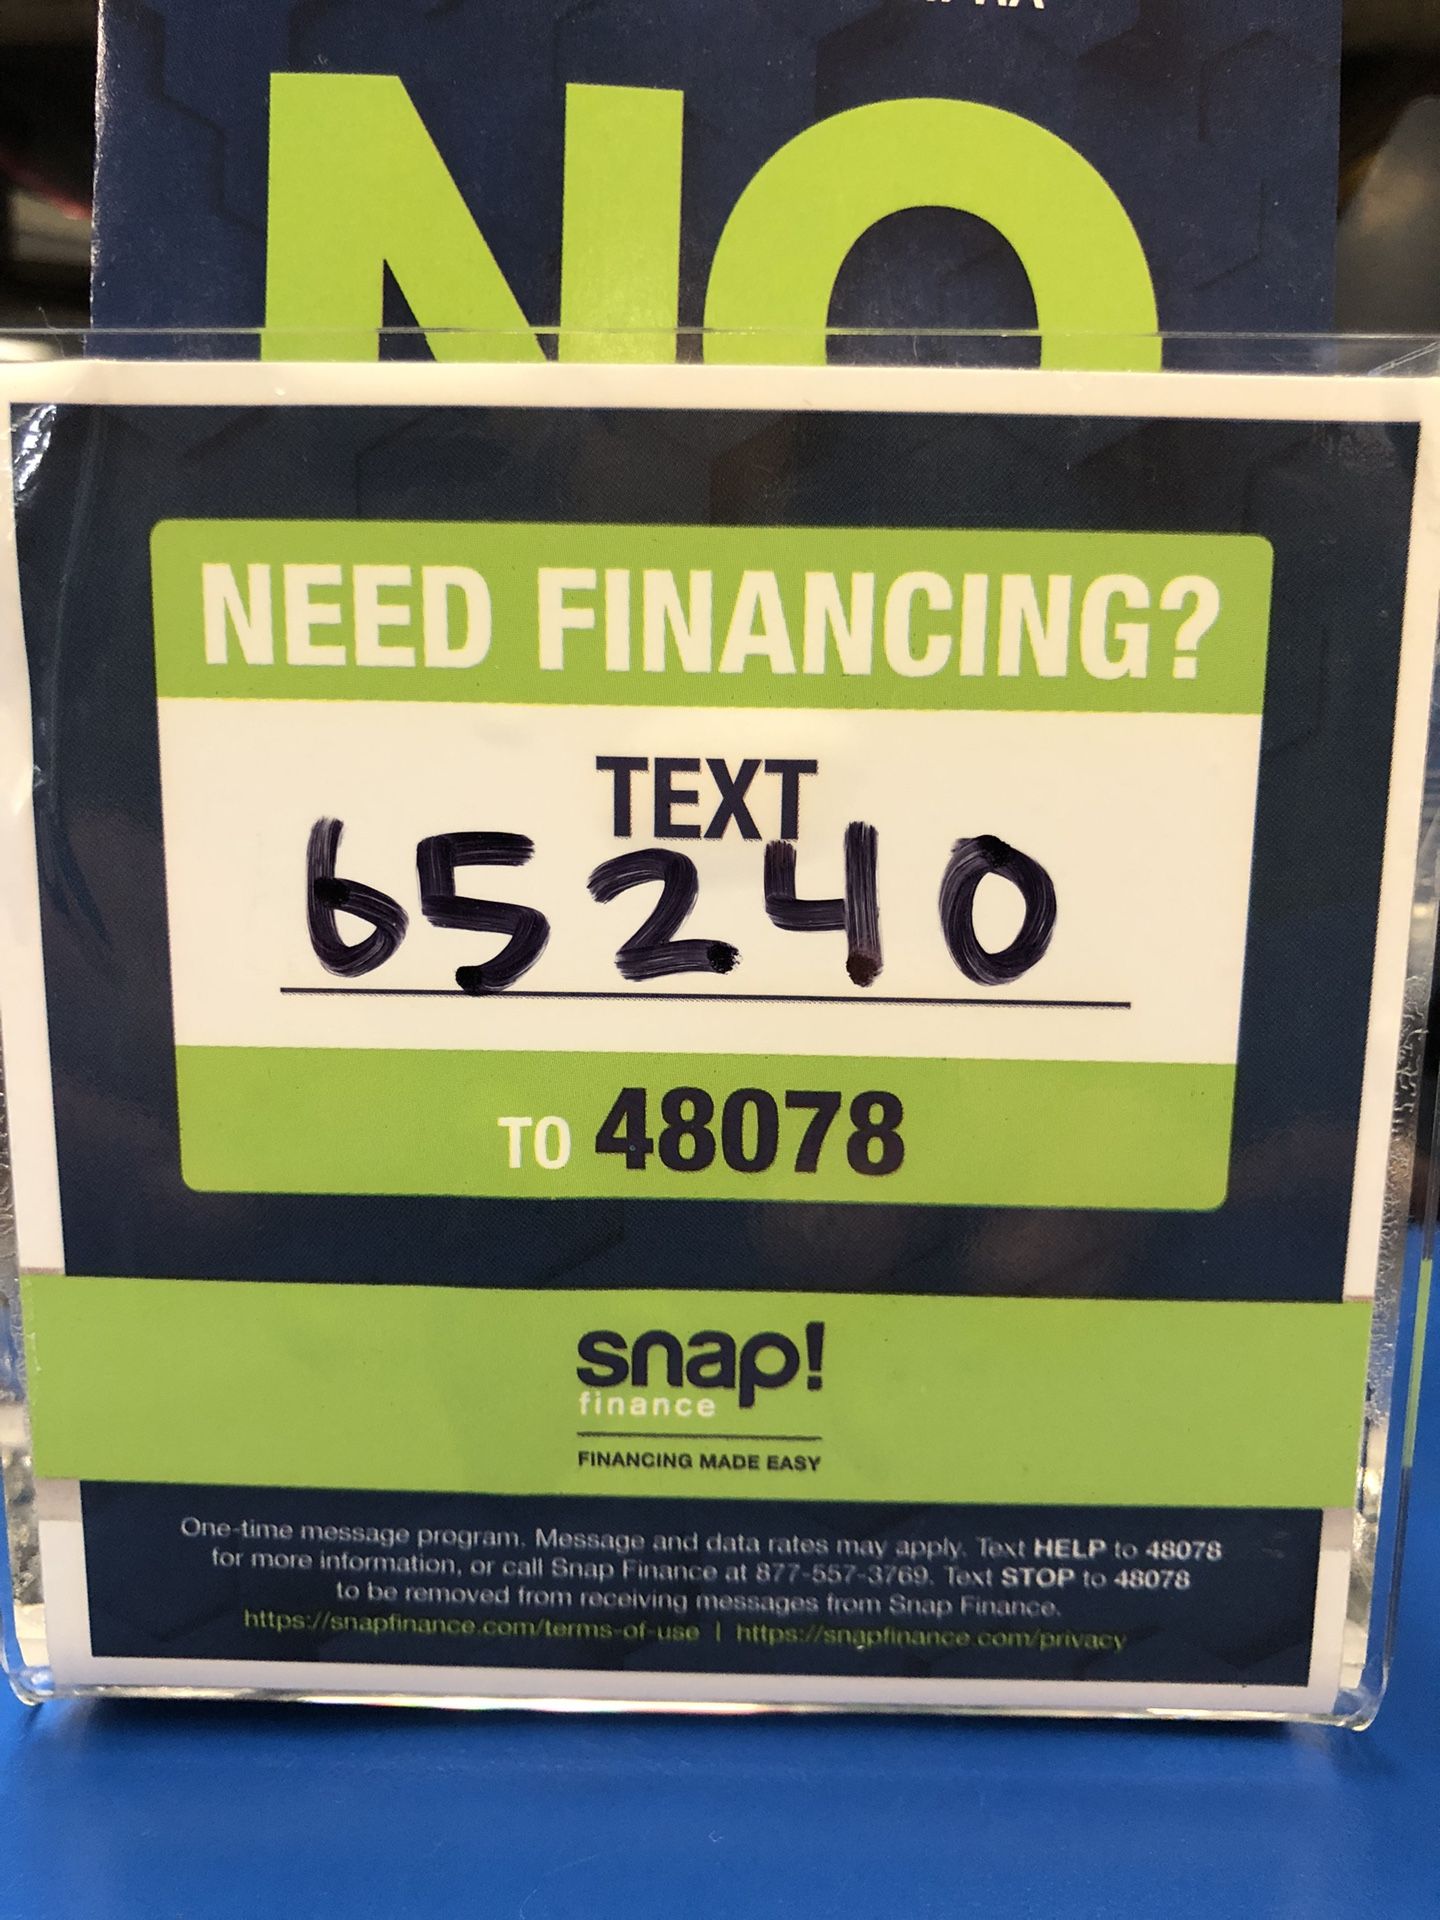 NO
NEED FINANCING?
TEXT
65240
TO 48078
snap!
finance
FINANCING MADE EASY
One-time message program. Message and data rates may apply. Text HELP to 48078
for more information, or call Snap Finance at 877-557-3769. Text STOP to 48078
to be removed from receiving messages from Snap Finance.
https://snapfinance.com/terms-of-use | https://snapfinance.com/privacy